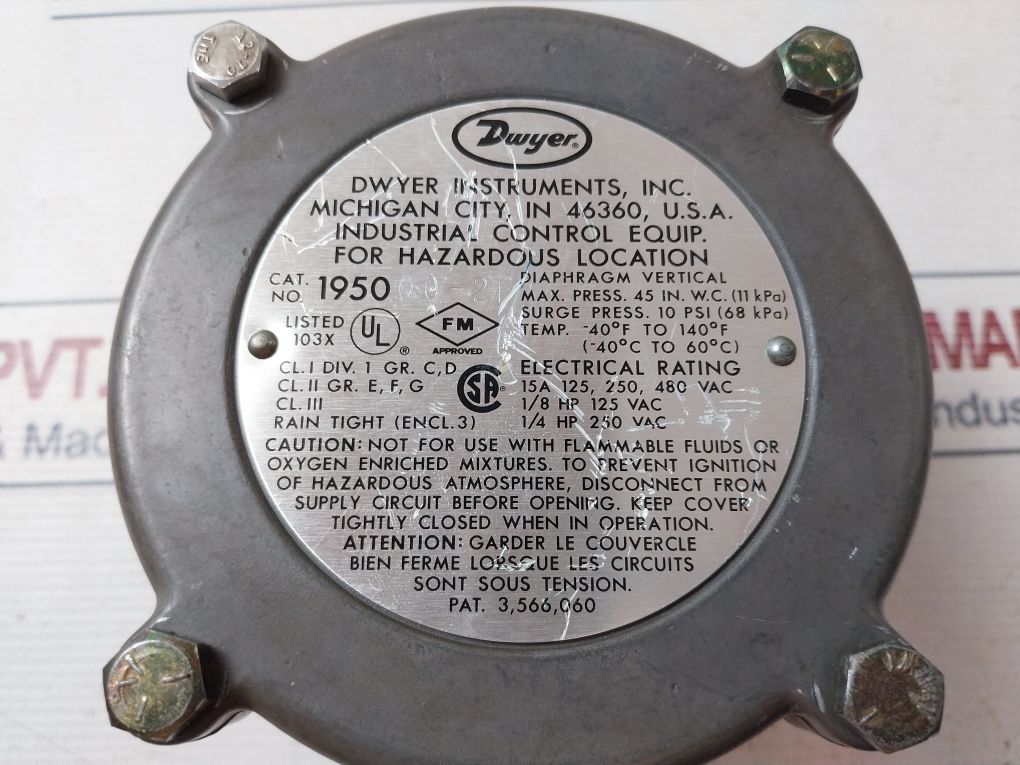 Dwyer®
DWYER INSTRUMENTS, INC.
MICHIGAN CITY, IN 46360, U.S.A.
INDUSTRIAL CONTROL EQUIP.
FOR HAZARDOUS LOCATION
CAT. NO. 1950
DIAPHRAGM VERTICAL
MAX. PRESS. 45 IN. W.C. (11 kPa)
SURGE PRESS. 10 PSI (68 kPa)
TEMP. -40°F TO 140°F
(-40°C TO 60°C)
LISTED
103X
UL ®
FM
APPROVED
CL. I DIV. 1 GR. C, D
CL. II GR. E, F, G
CL. III
RAIN TIGHT (ENCL. 3)
SA ®
ELECTRICAL RATING
15A 125, 250, 480 VAC
1/8 HP 125 VAC
1/4 HP 250 VAC
CAUTION: NOT FOR USE WITH FLAMMABLE FLUIDS OR
OXYGEN ENRICHED MIXTURES. TO PREVENT IGNITION
OF HAZARDOUS ATMOSPHERE, DISCONNECT FROM
SUPPLY CIRCUIT BEFORE OPENING. KEEP COVER
TIGHTLY CLOSED WHEN IN OPERATION.
ATTENTION: GARDER LE COUVERCLE
BIEN FERME LORSQUE LES CIRCUITS
SONT SOUS TENSION.
PAT. 3,566,060
THE
PVT.
& Mac
MAR
ndus